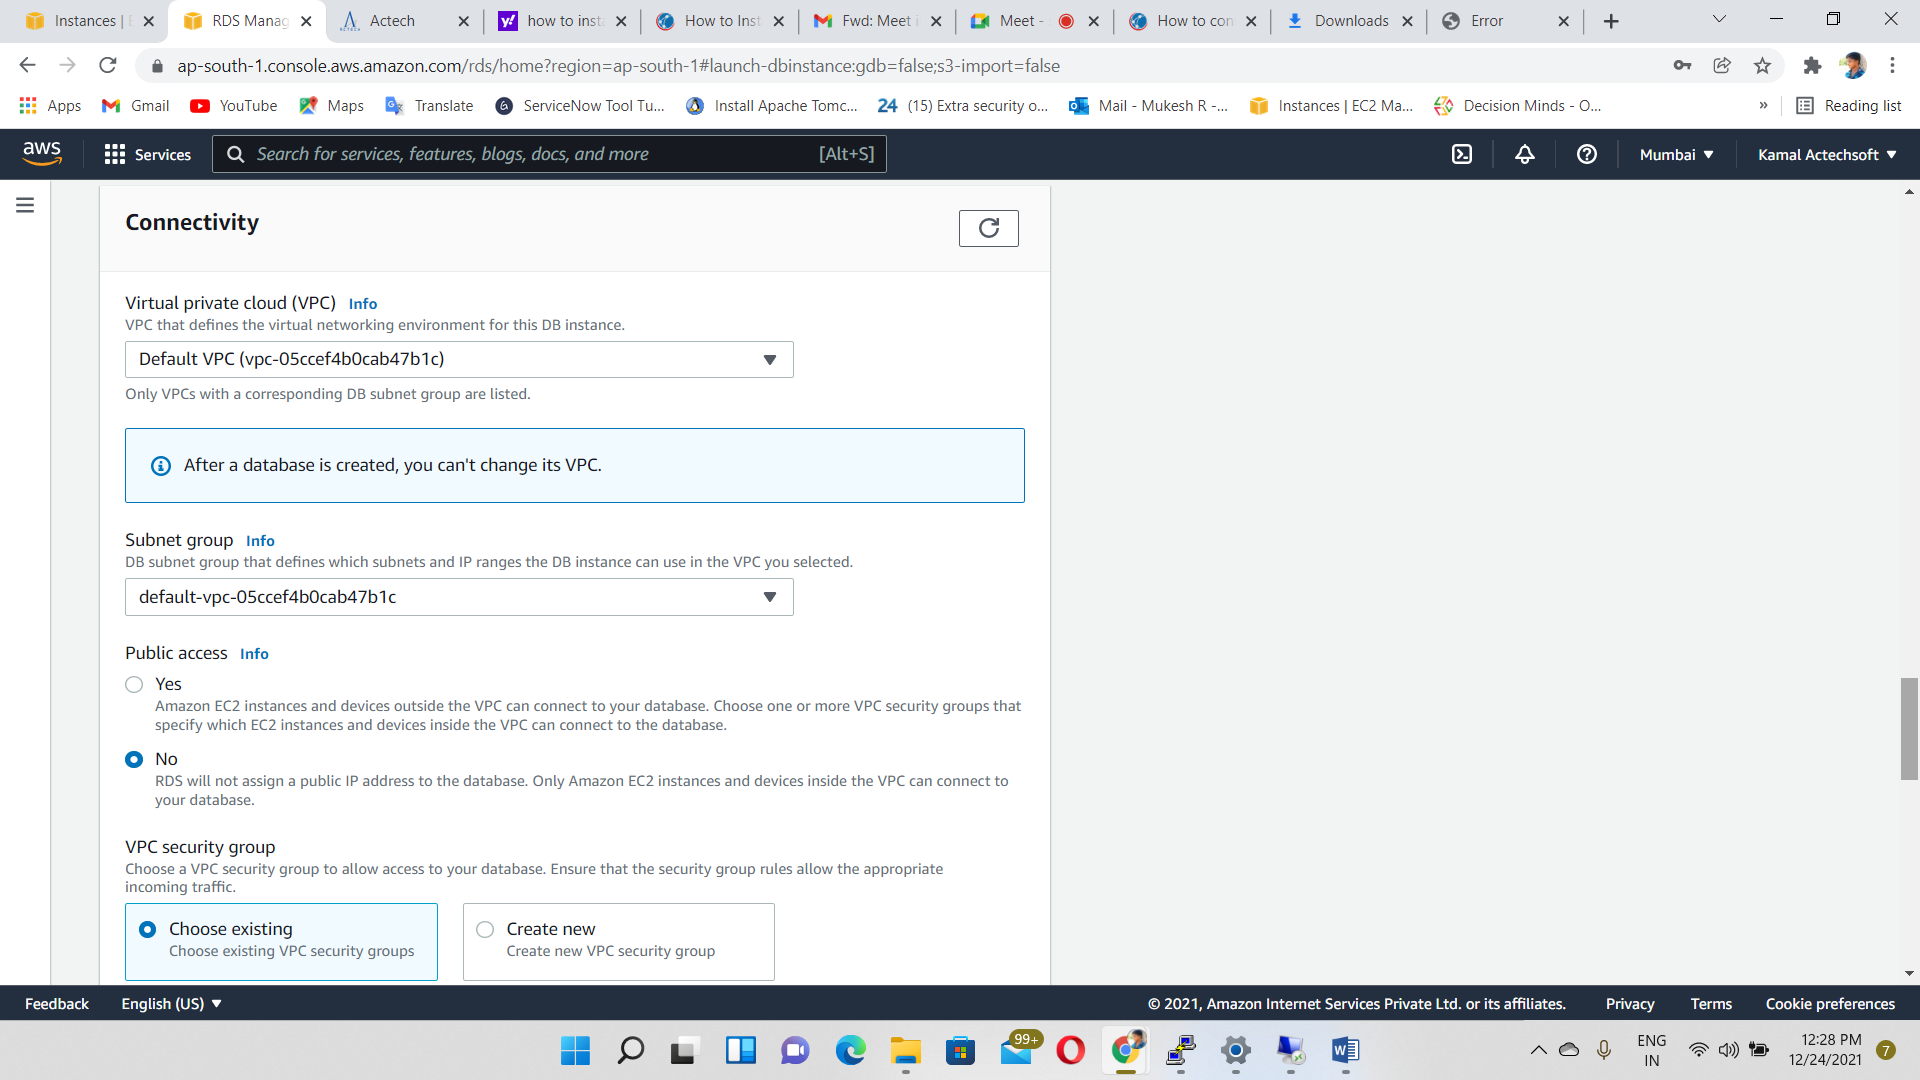 Instances | E
RDS Manag
Actech
how to insta
How to Inst
Fwd: Meet i
Meet -
How to con
Downloads
Error
ap-south-1.console.aws.amazon.com/rds/home?region=ap-south-1#launch-dbinstance:gdb=false;s3-import=false
Apps
Gmail
YouTube
Maps
Translate
ServiceNow Tool Tu...
Install Apache Tomc...
24 (15) Extra security o...
Mail - Mukesh R -...
Instances | EC2 Ma...
Decision Minds - O...
»
Reading list
aws
Services
Search for services, features, blogs, docs, and more [Alt+S]
Mumbai
Kamal Actechsoft
Connectivity
Virtual private cloud (VPC) Info
VPC that defines the virtual networking environment for this DB instance.
Default VPC (vpc-05ccef4b0cab47b1c)
Only VPCs with a corresponding DB subnet group are listed.
After a database is created, you can't change its VPC.
Subnet group Info
DB subnet group that defines which subnets and IP ranges the DB instance can use in the VPC you selected.
default-vpc-05ccef4b0cab47b1c
Public access Info
Yes
Amazon EC2 instances and devices outside the VPC can connect to your database. Choose one or more VPC security groups that
specify which EC2 instances and devices inside the VPC can connect to the database.
No
RDS will not assign a public IP address to the database. Only Amazon EC2 instances and devices inside the VPC can connect to
your database.
VPC security group
Choose a VPC security group to allow access to your database. Ensure that the security group rules allow the appropriate
incoming traffic.
Choose existing
Choose existing VPC security groups
Create new
Create new VPC security group
Feedback
English (US)
© 2021, Amazon Internet Services Private Ltd. or its affiliates.
Privacy
Terms
Cookie preferences
99+
ENG
IN
12:28 PM
12/24/2021
7